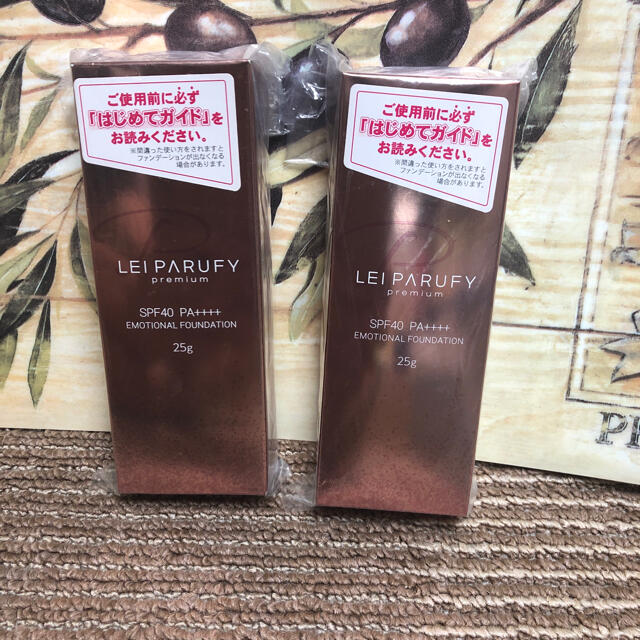 ご使用前に必ず
「はじめてガイド」を
お読みください。
※間違った使い方をされますと
ファンデーションが出なくなる
場合があります。
LEI PARUFY
premium
SPF40 PA++++
EMOTIONAL FOUNDATION
25g
ご使用前に必ず
「はじめてガイド」を
お読みください。
※間違った使い方をされますと
ファンデーションが出なくなる
場合があります。
LEI PARUFY
premium
SPF40 PA++++
EMOTIONAL FOUNDATION
25g